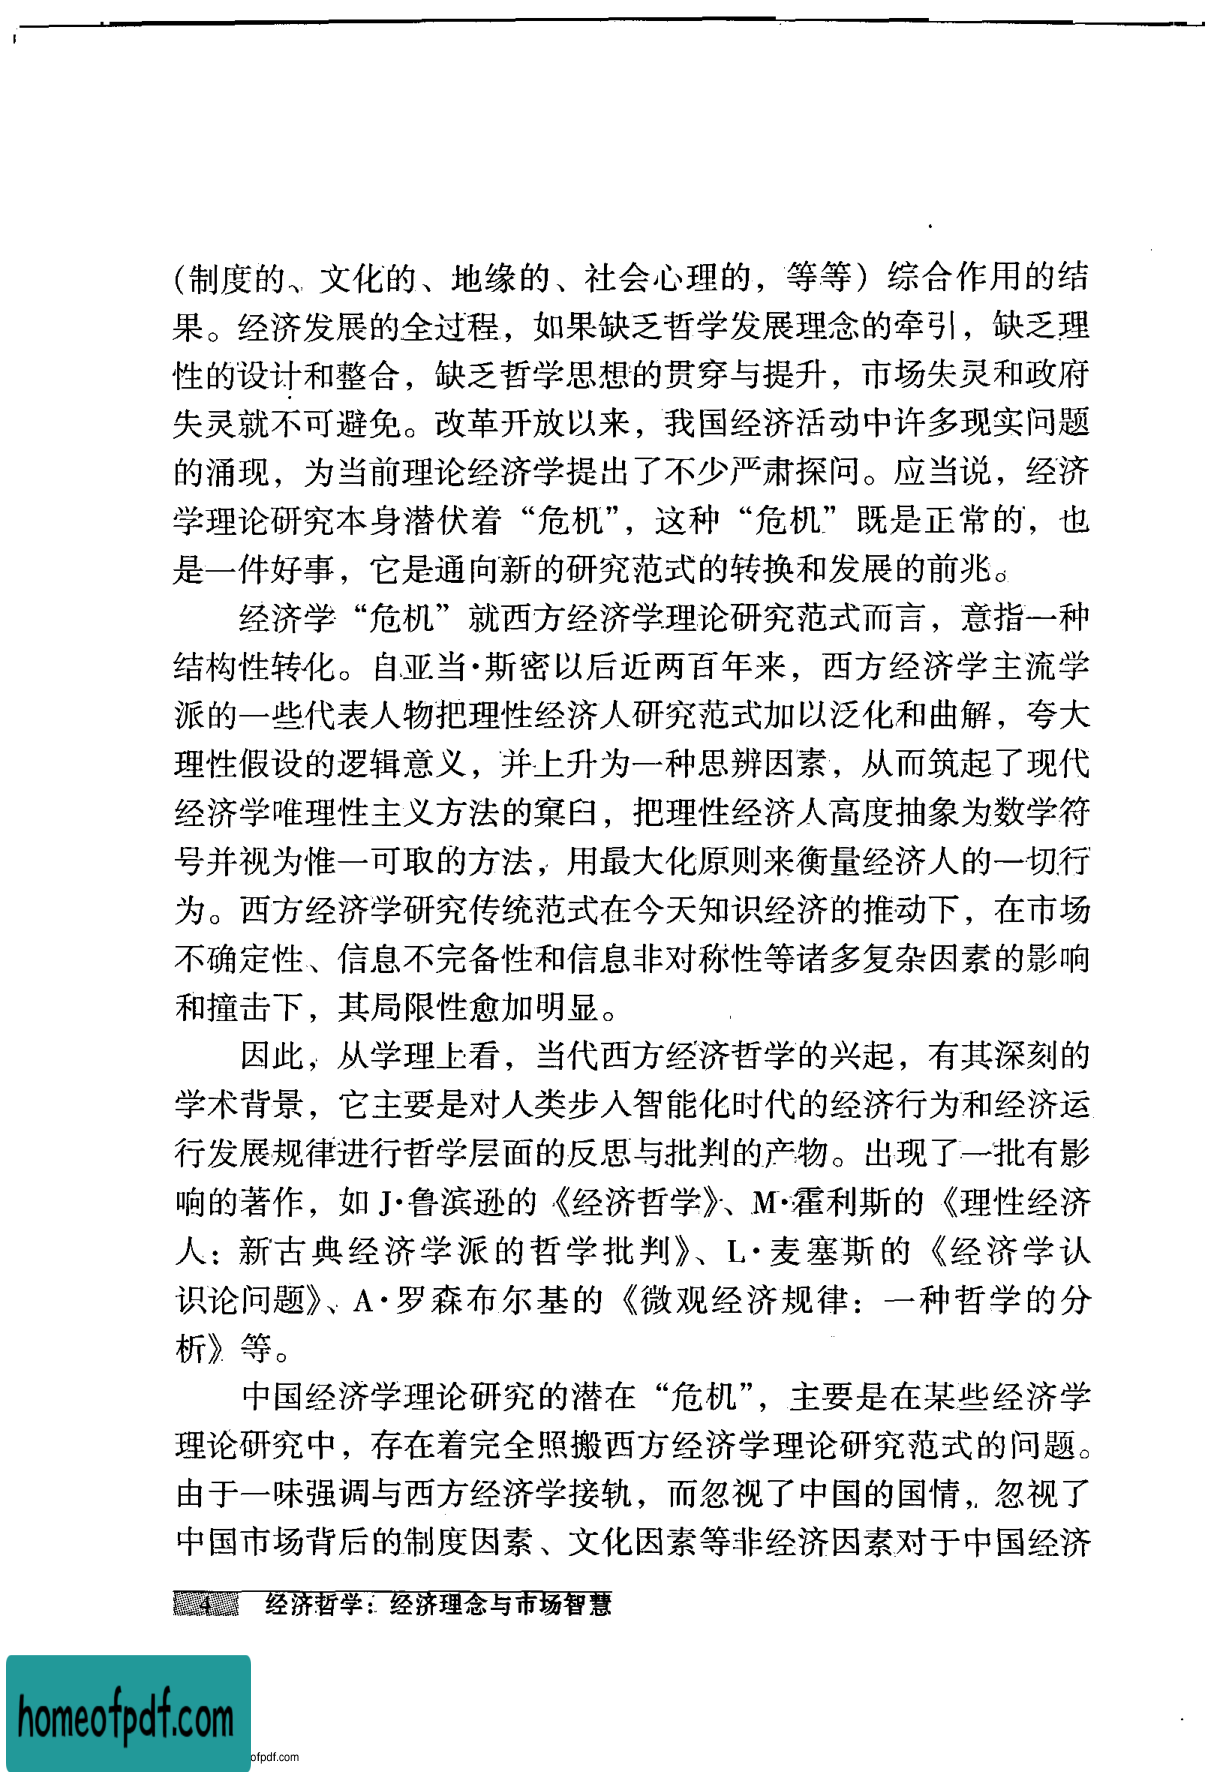 （制度的、文化的、地缘的、社会心理的，等等）综合作用的结
果。经济发展的全过程，如果缺乏哲学发展理念的牵引，缺乏理
性的设计和整合，缺乏哲学思想的贯穿与提升，市场失灵和政府
失灵就不可避免。改革开放以来，我国经济活动中许多现实问题
的涌现，为当前理论经济学提出了不少严肃探问。应当说，经济
学理论研究本身潜伏着“危机”，这种“危机”既是正常的，也
是一件好事，它是通向新的研究范式的转换和发展的前兆。
经济学“危机”就西方经济学理论研究范式而言，意指一种
结构性转化。自亚当·斯密以后近两百年来，西方经济学主流学
派的一些代表人物把理性经济人研究范式加以泛化和曲解，夸大
理性假设的逻辑意义，并上升为一种思辨因素，从而筑起了现代
经济学唯理性主义方法的窠臼，把理性经济人高度抽象为数学符
号并视为惟一可取的方法，用最大化原则来衡量经济人的一切行
为。西方经济学研究传统范式在今天知识经济的推动下，在市场
不确定性、信息不完备性和信息非对称性等诸多复杂因素的影响
和撞击下，其局限性愈加明显。
因此，从学理上看，当代西方经济哲学的兴起，有其深刻的
学术背景，它主要是对人类步入智能化时代的经济行为和经济运
行发展规律进行哲学层面的反思与批判的产物。出现了一批有影
响的著作，如J·鲁滨逊的《经济哲学》、M·霍利斯的《理性经济
人：新古典经济学派的哲学批判》、L·麦塞斯的《经济学认
识论问题》、A·罗森布尔基的《微观经济规律：一种哲学的分
析》等。
中国经济学理论研究的潜在“危机”，主要是在某些经济学
理论研究中，存在着完全照搬西方经济学理论研究范式的问题。
由于一味强调与西方经济学接轨，而忽视了中国的国情，忽视了
中国市场背后的制度因素、文化因素等非经济因素对于中国经济
4 经济哲学：经济理念与市场智慧
homeofpdf.com
ofpdf.com